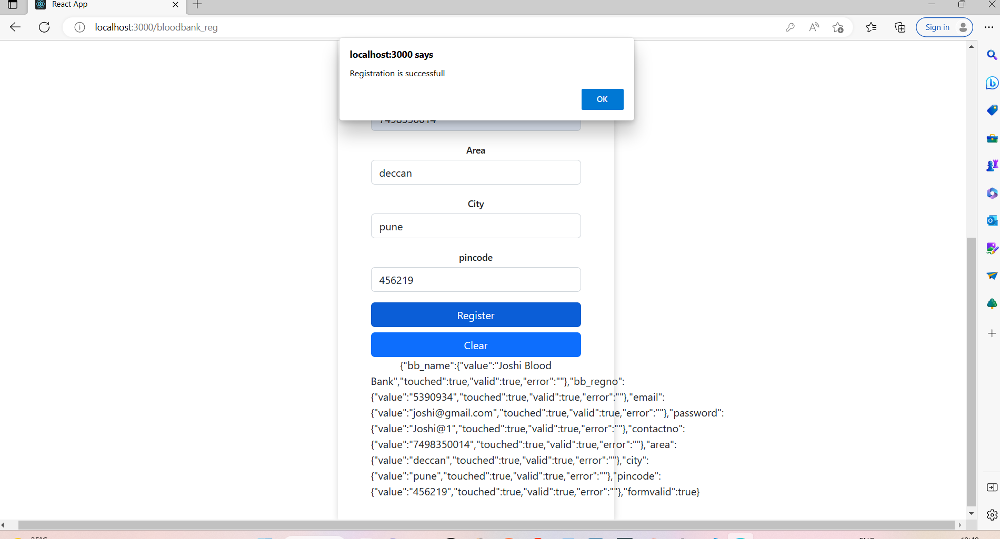 React App
localhost:3000/bloodbank_reg
Sign in
localhost:3000 says
Registration is successfull
OK
7498350014
Area
deccan
City
pune
pincode
456219
Register
Clear
{"bb_name":{"value":"Joshi Blood
Bank","touched":true,"valid":true,"error":""},"bb_regno":
{"value":"5390934","touched":true,"valid":true,"error":""},"email":
{"value":"joshi@gmail.com","touched":true,"valid":true,"error":""},"password":
{"value":"Joshi@1","touched":true,"valid":true,"error":""},"contactno":
{"value":"7498350014","touched":true,"valid":true,"error":""},"area":
{"value":"deccan","touched":true,"valid":true,"error":""},"city":
{"value":"pune","touched":true,"valid":true,"error":""},"pincode":
{"value":"456219","touched":true,"valid":true,"error":""},"formvalid":true}